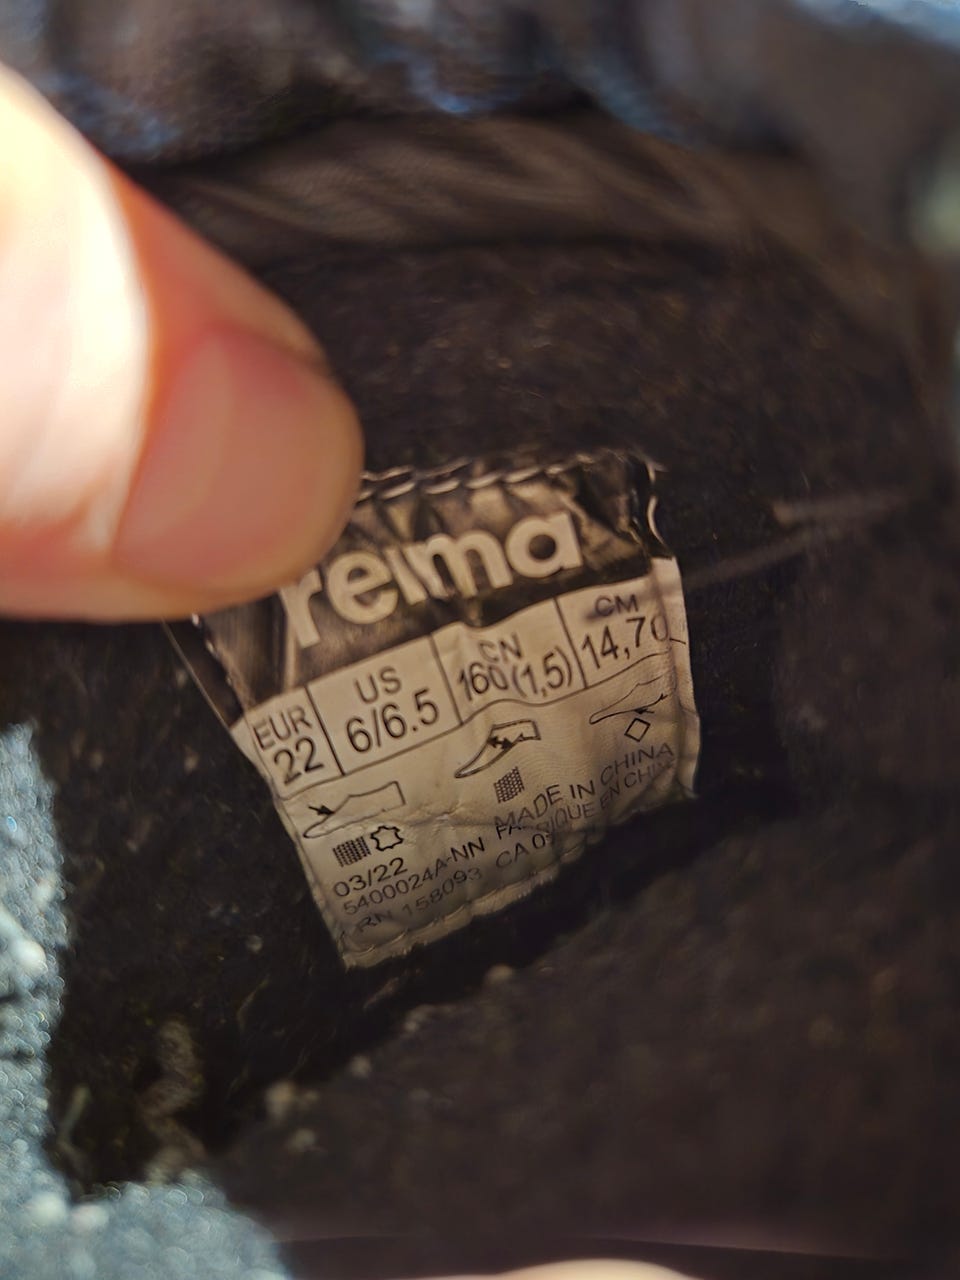 reima
EUR US CN CM
22 6/6.5 160 (1,5) 14,70
03/22 MADE IN CHINA
5400024A-NN FABRIQUE EN CHINE
RN 158093 CA